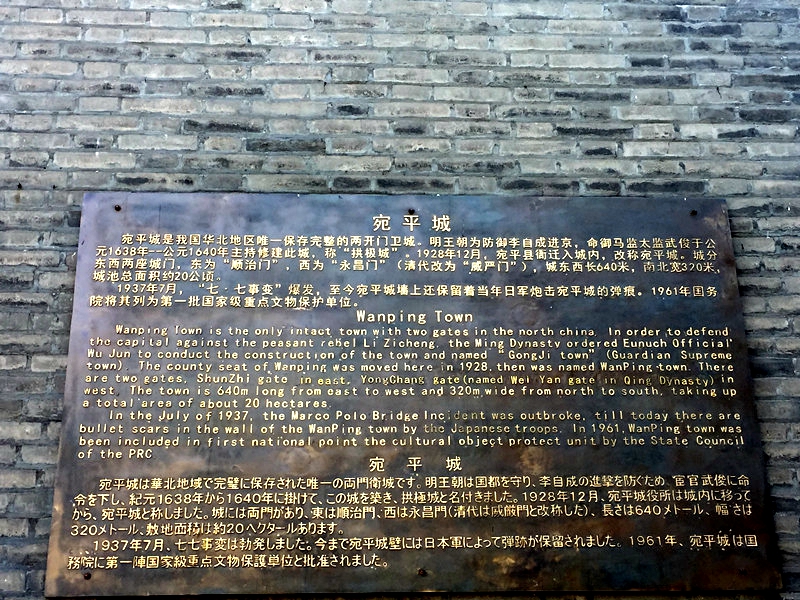 宛平城
宛平城是我国华北地区唯一保存完整的两开门卫城。明王朝为防御李自成进京，命御马监太监武俊于公
元1638年--公元1640年主持修建此城，称“拱极城”。1928年12月，宛平县衙迁入城内，改称宛平城。城分
东西两座城门，东为“顺治门”，西为“永昌门”（清代改为“威严门”），城东西长640米，南北宽320米，
城池总面积约20公顷。
1937年7月，“七·七事变”爆发，至今宛平城墙上还保留着当年日军炮击宛平城的弹痕。1961年国务
院将其列为第一批国家级重点文物保护单位。
Wanping Town
Wanping Town is the only intact town with two gates in the north china. In order to defend
the capital against the peasant rebel Li Zicheng, the Ming Dynasty ordered Eunuch Official
Wu Jun to conduct the construction of the town and named “GongJi town” (Guardian Supreme
town). The county seat of Wanping was moved here in 1928, then was named WanPing town. There
are two gates, ShunZhi gate in east, YongChang gate(named Wei Yan gate in Qing Dynasty) in
west. The town is 640m long from east to west and 320m wide from north to south, taking up
a total area of about 20 hectares.
In the July of 1937, the Marco Polo Bridge Incident was outbroke, till today there are
bullet scars in the wall of the WanPing town by the Japanese troops. In 1961, WanPing town was
been included in first national point the cultural object protect unit by the State Council
of the PRC
宛 平 城
宛平城は華北地域で完璧に保存された唯一の両門衛城です。明王朝は国都を守り、李自成の進撃を防ぐため、宦官武俊に命
令を下し、紀元1638年から1640年に掛けて、この城を築き、拱極城と名付きました。1928年12月、宛平城役所は城内に移って
から、宛平城と称しました。城には両門があり、東は順治門、西は永昌門（清代は威厳門と改称した）、長さは640メートル、幅さは
320メートル、敷地面積は約20ヘクタールあります。
1937年7月、七七事変は勃発しました。今まで宛平城壁には日本軍によって弾跡が保留されました。1961年、宛平城は国
務院に第一陣国家級重点文物保護単位と批准されました。